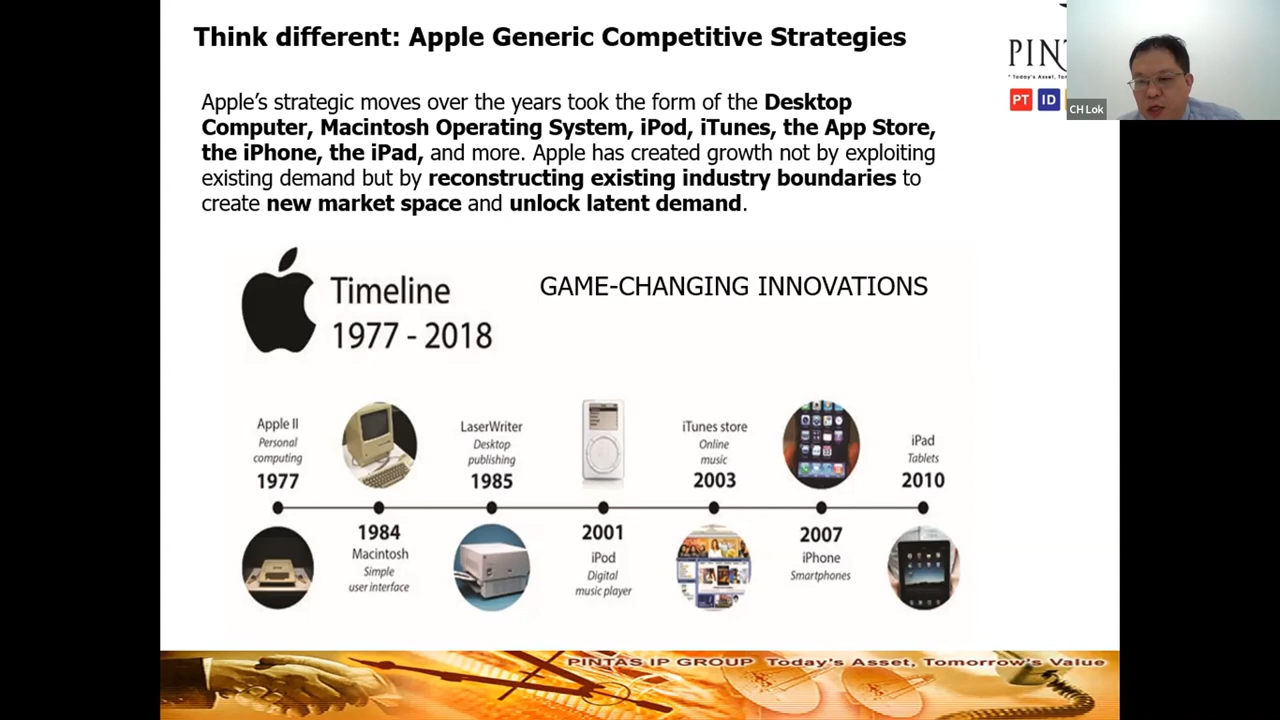 Think different: Apple Generic Competitive Strategies
PIN
" Today's Asset, Tom
PT ID
CH Lok
Apple’s strategic moves over the years took the form of the Desktop
Computer, Macintosh Operating System, iPod, iTunes, the App Store,
the iPhone, the iPad, and more. Apple has created growth not by exploiting
existing demand but by reconstructing existing industry boundaries to
create new market space and unlock latent demand.
Timeline
1977 - 2018
GAME-CHANGING INNOVATIONS
Apple II
Personal
computing
1977
1984
Macintosh
Simple
user interface
LaserWriter
Desktop
publishing
1985
2001
iPod
Digital
music player
iTunes store
Online
music
2003
2007
iPhone
Smartphones
iPad
Tablets
2010
PINTAS IP GROUP Today's Asset, Tomorrow's Value